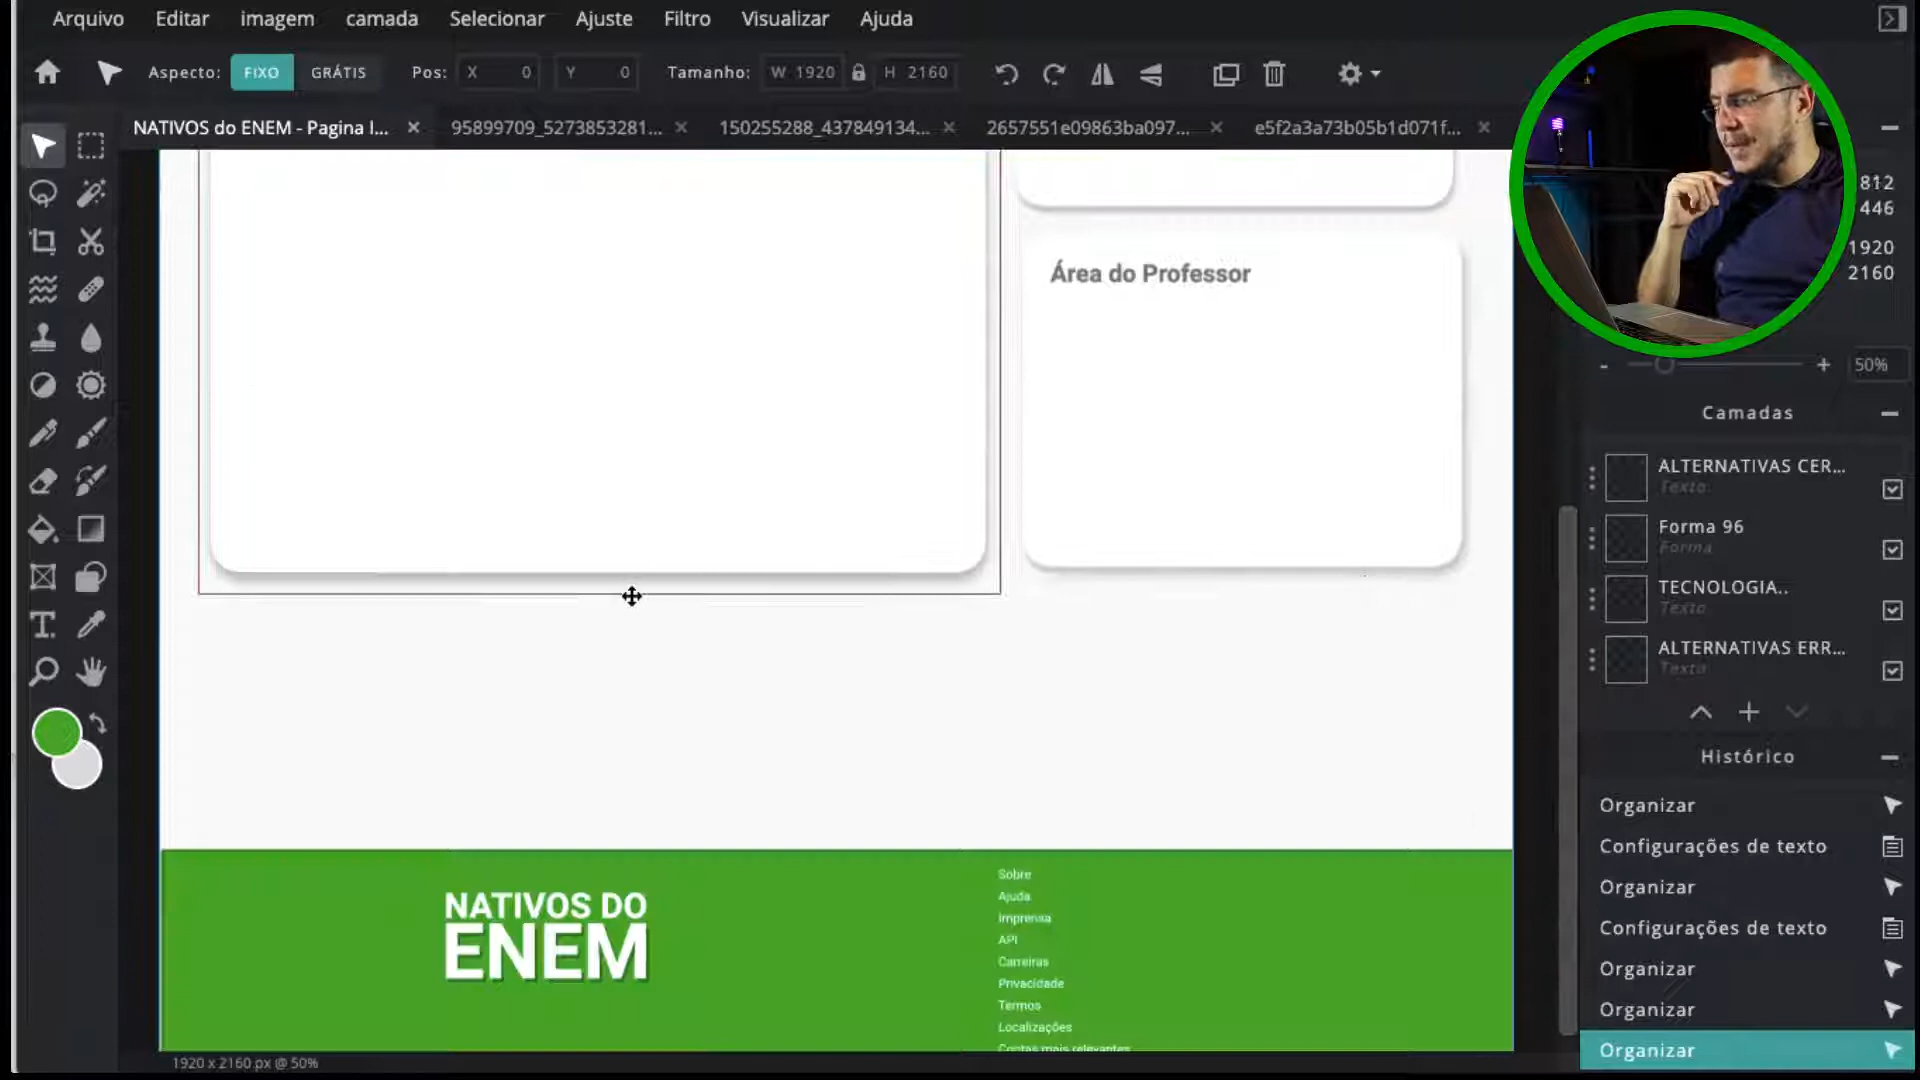 Arquivo Editar imagem camada Selecionar Ajuste Filtro Visualizar Ajuda
Aspecto: FIXO GRÁTIS Pos: X 0 Y 0 Tamanho: W 1920 H 2160
NATIVOS do ENEM - Pagina I... 95899709_5273853281... 150255288_437849134... 2657551e09863ba097... e5f2a3a73b05b1d071f...
812
446
1920
2160
- + 50%
Área do Professor
Camadas
ALTERNATIVAS CER...
Texto
Forma 96
Forma
TECNOLOGIA..
Texto
ALTERNATIVAS ERR...
Texto
Histórico
Organizar
Configurações de texto
Organizar
Configurações de texto
Organizar
Organizar
Organizar
NATIVOS DO
ENEM
Sobre
Ajuda
Imprensa
API
Carreiras
Privacidade
Termos
Localizações
Contas mais relevantes
1920 x 2160 px @ 50%